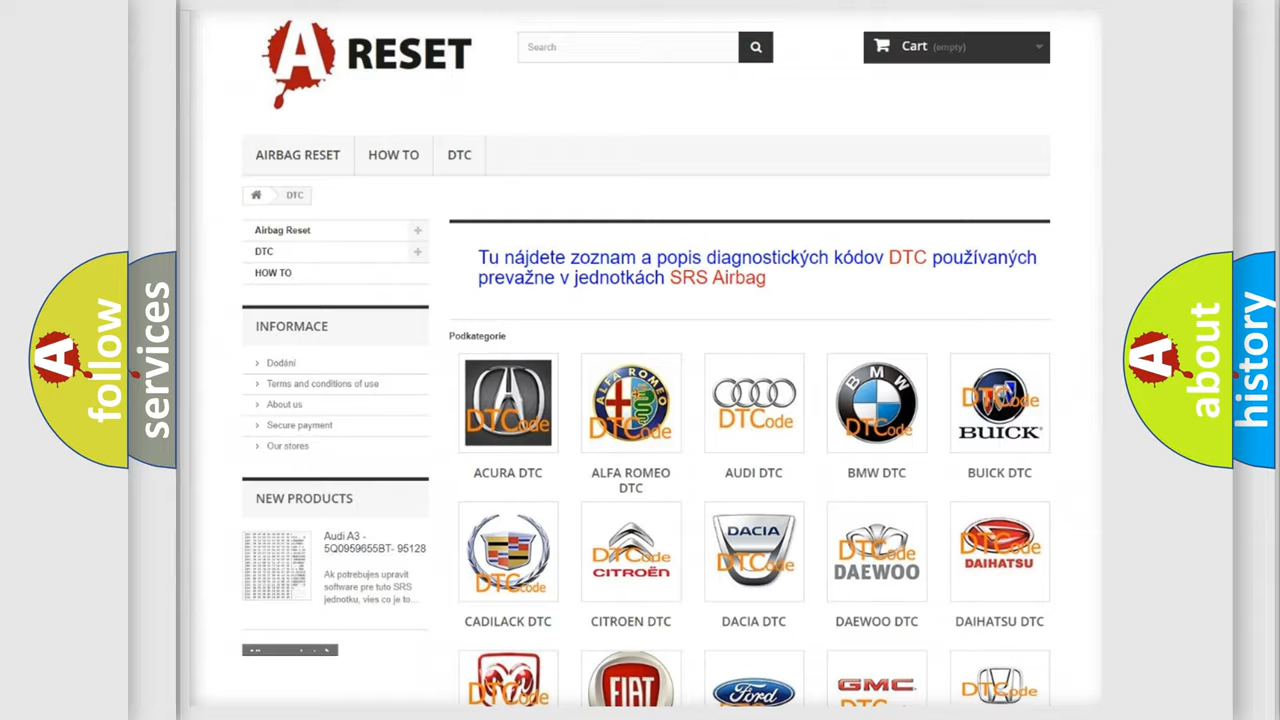 A RESET
Search
Cart (empty)
AIRBAG RESET
HOW TO
DTC
DTC
Airbag Reset
DTC
HOW TO
Tu nájdete zoznam a popis diagnostických kódov DTC používaných
prevažne v jednotkách SRS Airbag
INFORMACE
Dodání
Terms and conditions of use
About us
Secure payment
Our stores
NEW PRODUCTS
Audi A3 -
5Q0959655BT- 95128
Ak potrebujes upravit
software pre tuto SRS
jednotku, vies co je to...
Podkategorie
DTCode
ALFA ROMEO
DTCode
DTCode
BMW
DTCode
DTCode
BUICK
ACURA DTC
ALFA ROMEO
DTC
AUDI DTC
BMW DTC
BUICK DTC
DTCode
DTCode
CITROËN
DACIA
DTCode
DTCode
DAEWOO
DTCode
DAIHATSU
CADILACK DTC
CITROEN DTC
DACIA DTC
DAEWOO DTC
DAIHATSU DTC
DTCode
FIAT
Ford
GMC
DTCode
A follow
services
A about
history